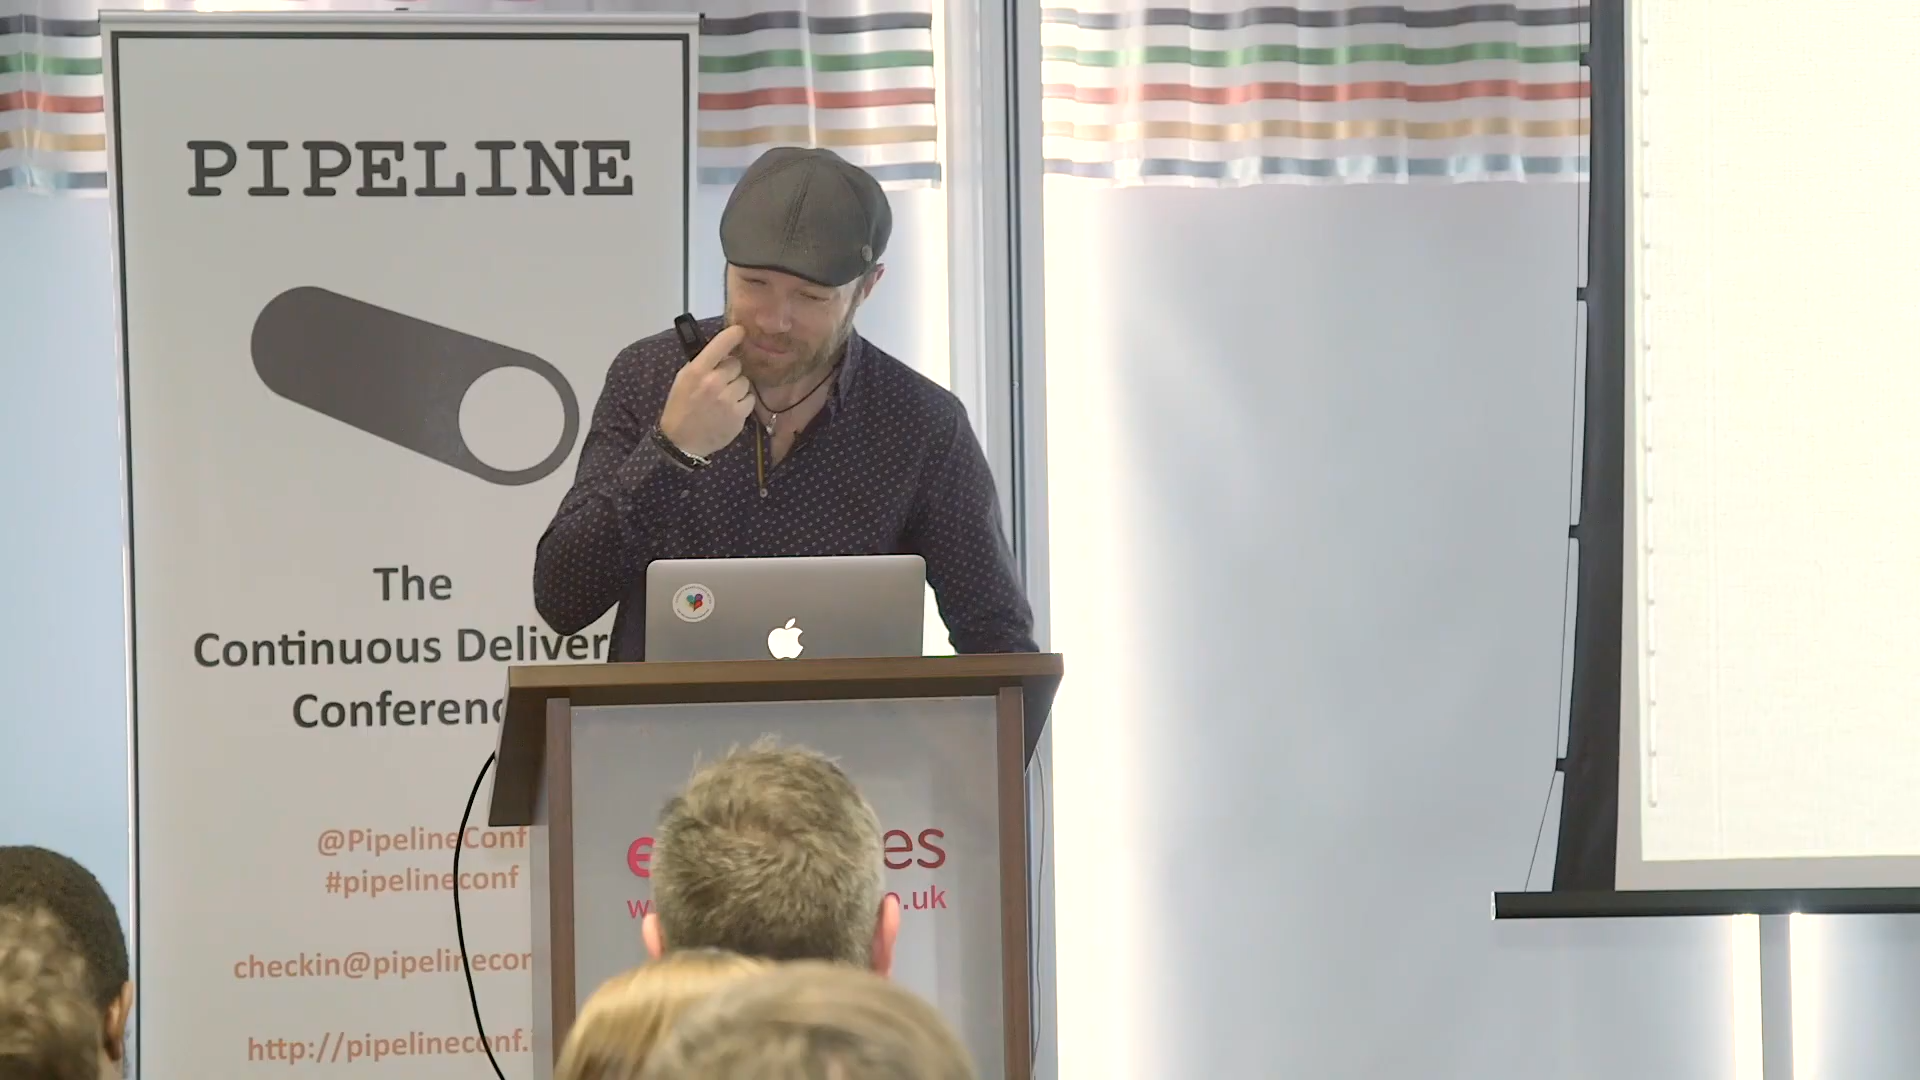 PIPELINE
The
Continuous Deliver
Conferenc
@PipelineConf
#pipelineconf
checkin@pipelinecon
http://pipelineconf.i
e es
w o.uk